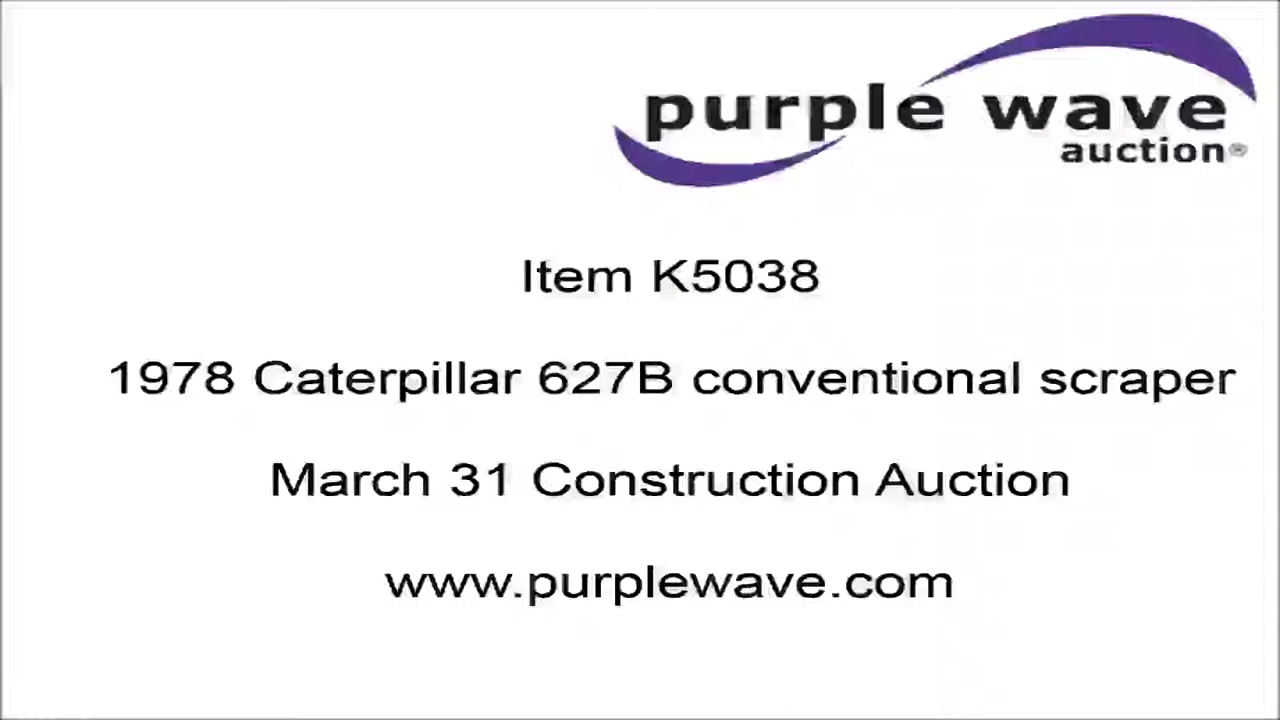 purple wave
auction®
Item K5038
1978 Caterpillar 627B conventional scraper
March 31 Construction Auction
www.purplewave.com